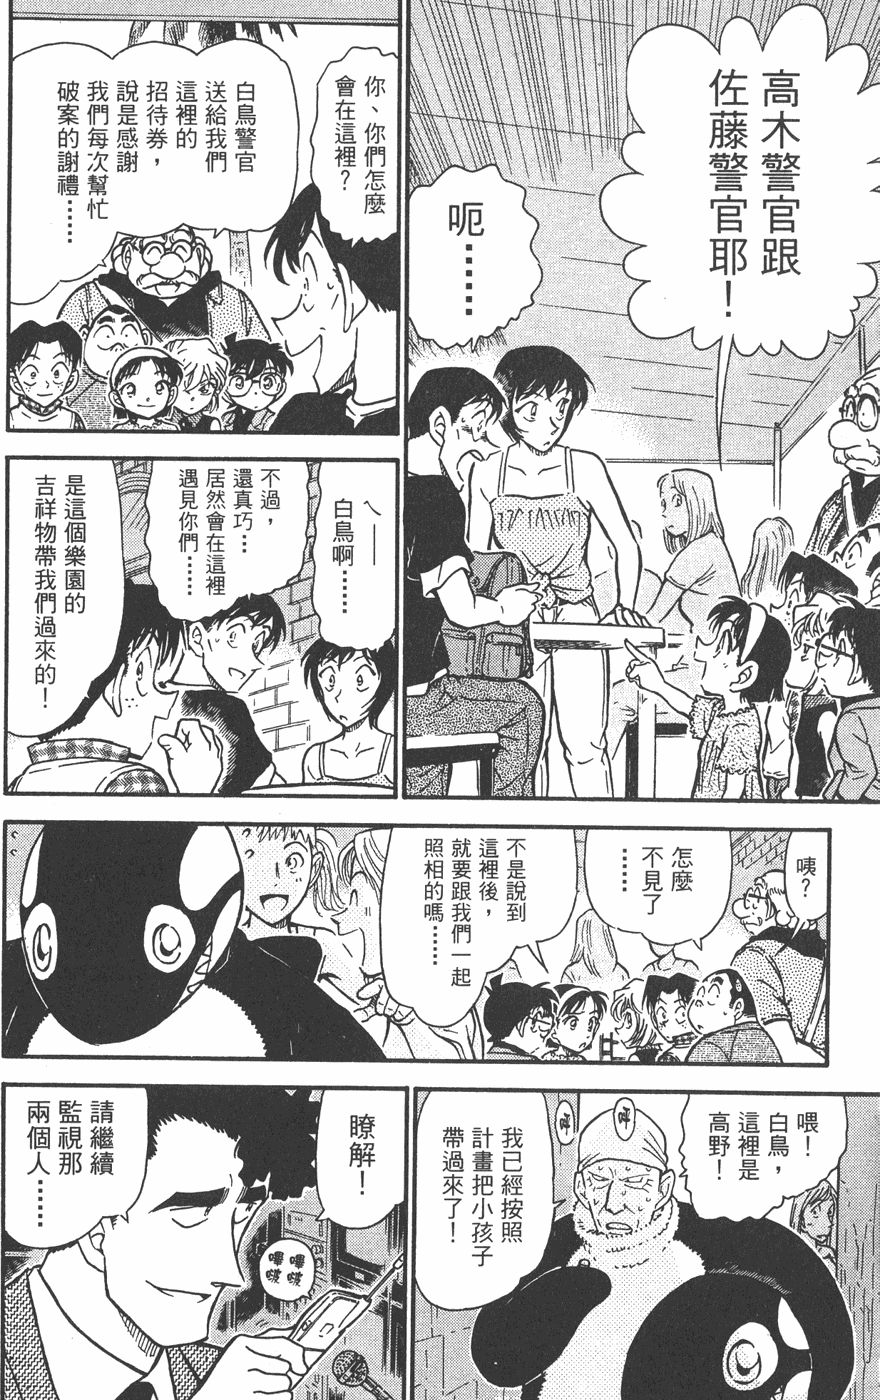 高木警官跟
佐藤警官耶！
呃……
你、你們怎麼
會在這裡？
白鳥警官
送給我們
這裡的
招待券，
說是感謝
我們每次幫忙
破案的謝禮……
ㄟ──
白鳥啊……
不過，
還真巧…
居然會在這裡
遇見你們……
是這個樂園的
吉祥物帶我們過來的！
咦？
怎麼
不見了
……
不是說到
這裡後，
就要跟我們一起
照相的嗎……
喂！
白鳥，
這裡是
高野！
我已經按照
計畫把小孩子
帶過來了！
瞭解！
請繼續
監視那
兩個人……